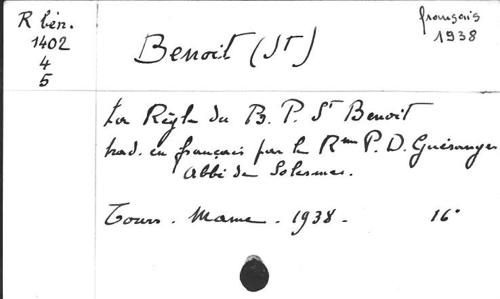 R bén.
1402
4
5
français
1938
Benoit (St)
La Règle du B. P. St Benoit
trad. en français par le Rme P. D. Guéranger
Abbé de Solesmes.
Tours. Mame. 1938. 16°